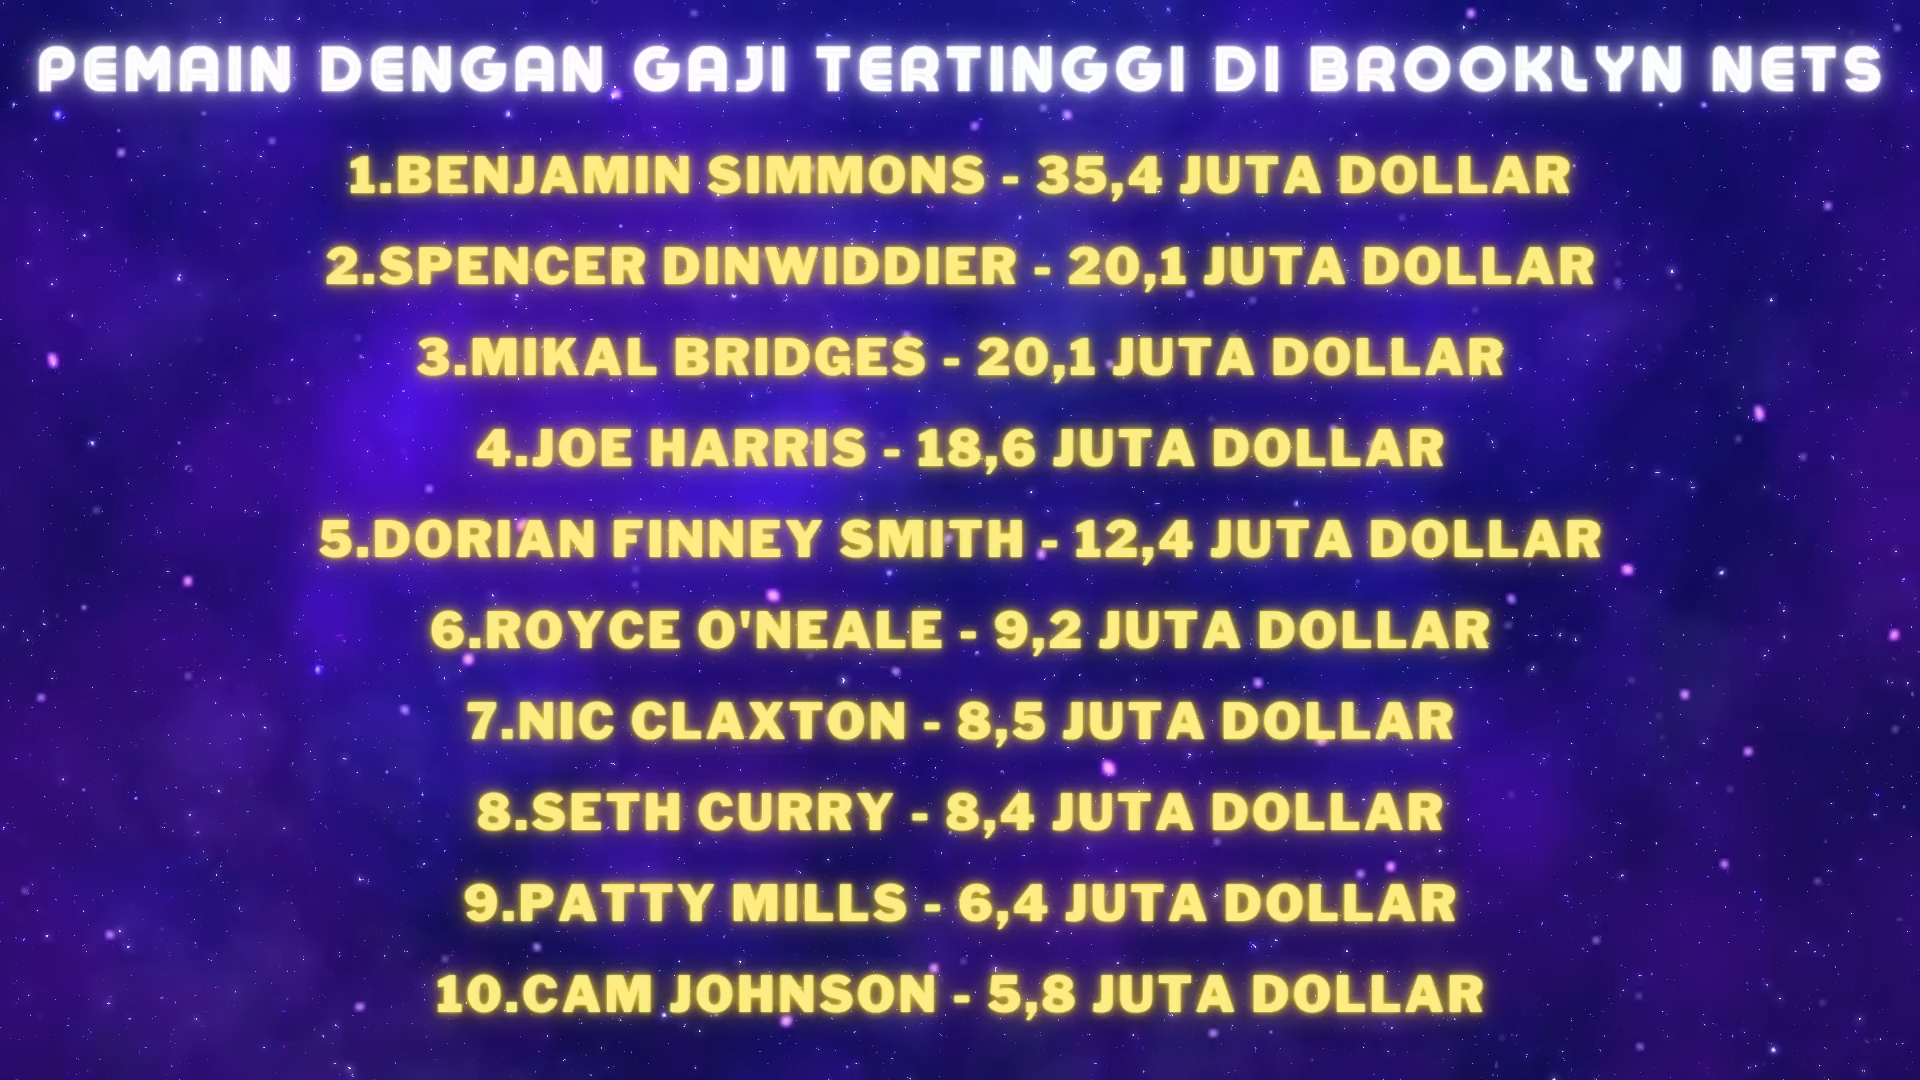 PEMAIN DENGAN GAJI TERTINGGI DI BROOKLYN NETS
1.BENJAMIN SIMMONS - 35,4 JUTA DOLLAR
2.SPENCER DINWIDDIER - 20,1 JUTA DOLLAR
3.MIKAL BRIDGES - 20,1 JUTA DOLLAR
4.JOE HARRIS - 18,6 JUTA DOLLAR
5.DORIAN FINNEY SMITH - 12,4 JUTA DOLLAR
6.ROYCE O'NEALE - 9,2 JUTA DOLLAR
7.NIC CLAXTON - 8,5 JUTA DOLLAR
8.SETH CURRY - 8,4 JUTA DOLLAR
9.PATTY MILLS - 6,4 JUTA DOLLAR
10.CAM JOHNSON - 5,8 JUTA DOLLAR